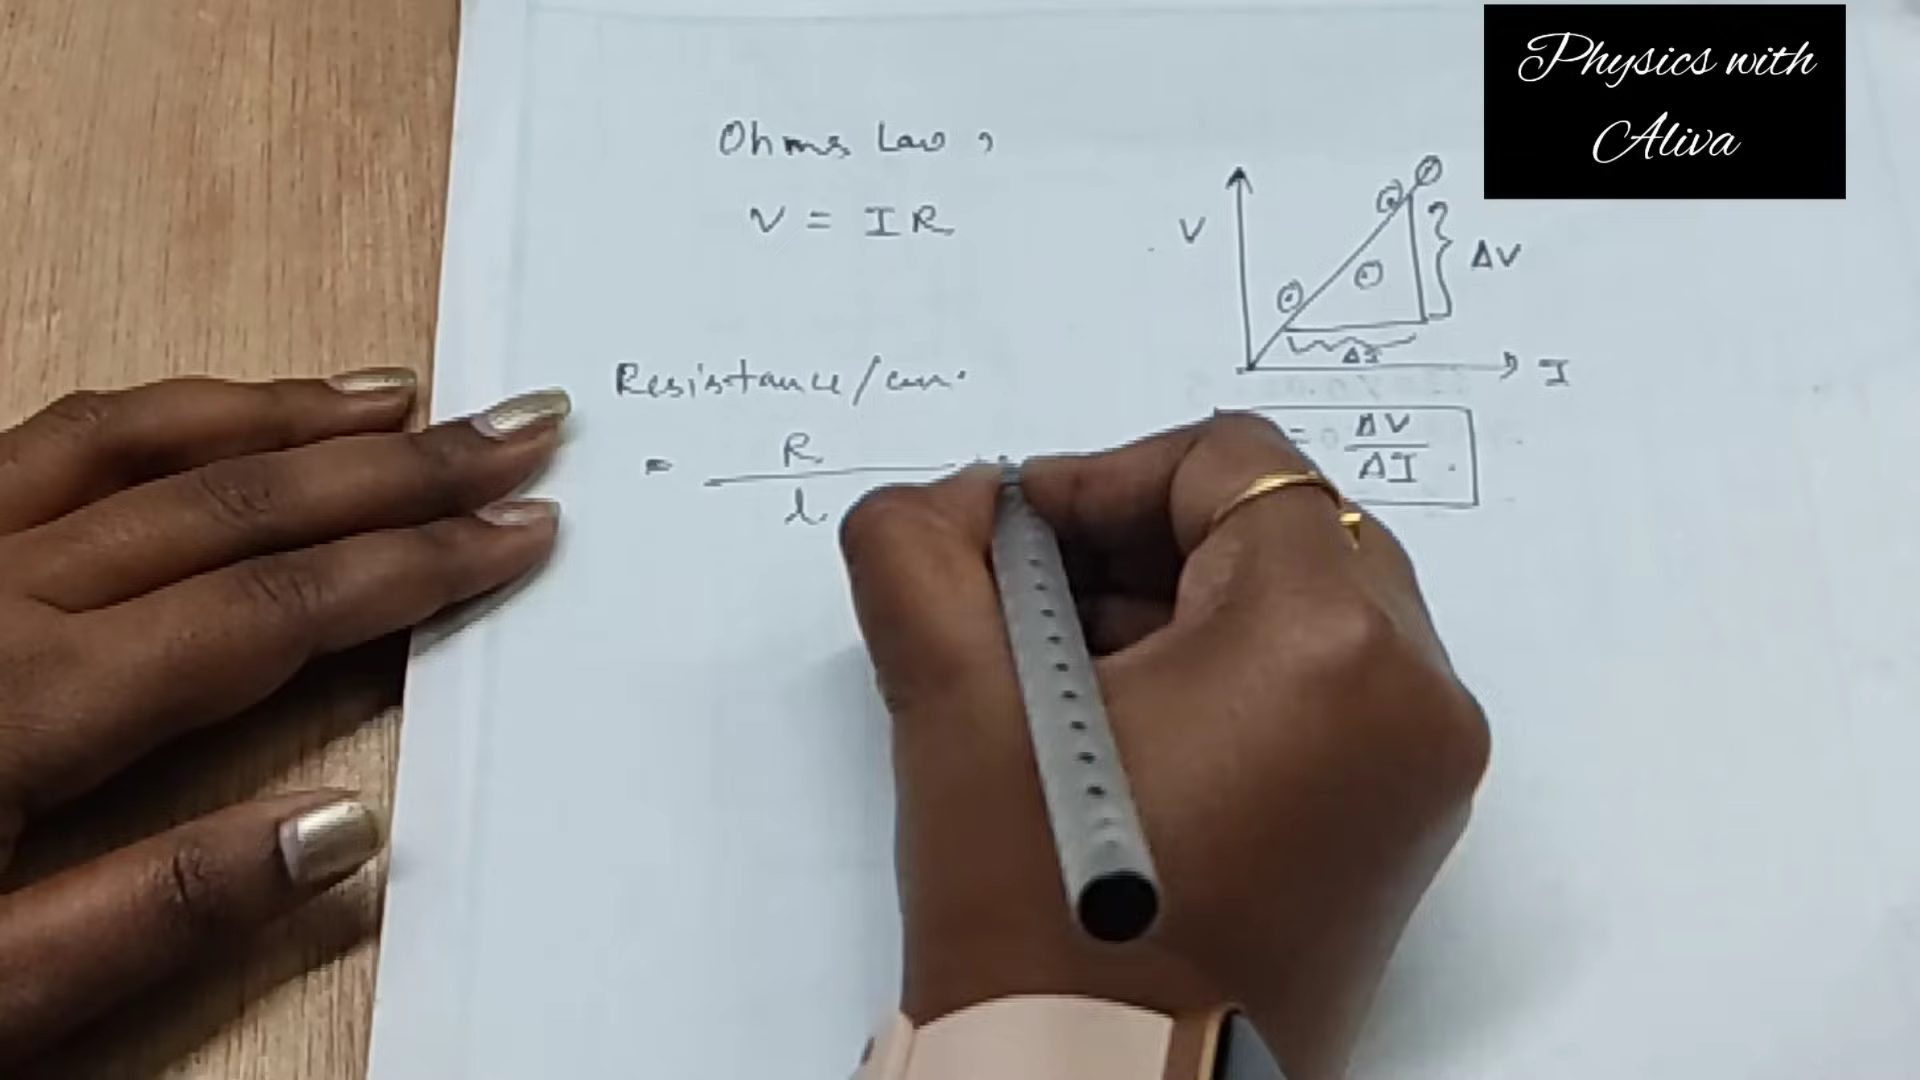 Physics with
Aliva
Ohms Law,
V = IR
V
ΔV
ΔI
I
Resistance/cm.
= R
l.
= ΔV
ΔI .